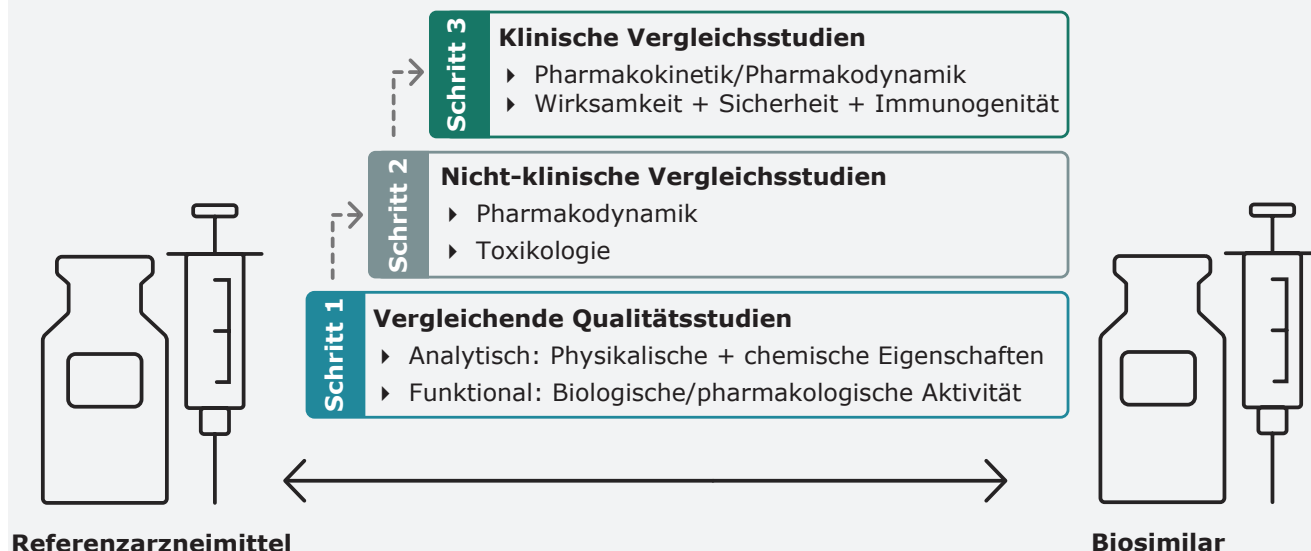 Schritt 3
Klinische Vergleichsstudien
Pharmakokinetik/Pharmakodynamik
Wirksamkeit + Sicherheit + Immunogenität
Schritt 2
Nicht-klinische Vergleichsstudien
Pharmakodynamik
Toxikologie
Schritt 1
Vergleichende Qualitätsstudien
Analytisch: Physikalische + chemische Eigenschaften
Funktional: Biologische/pharmakologische Aktivität
Referenzarzneimittel
Biosimilar